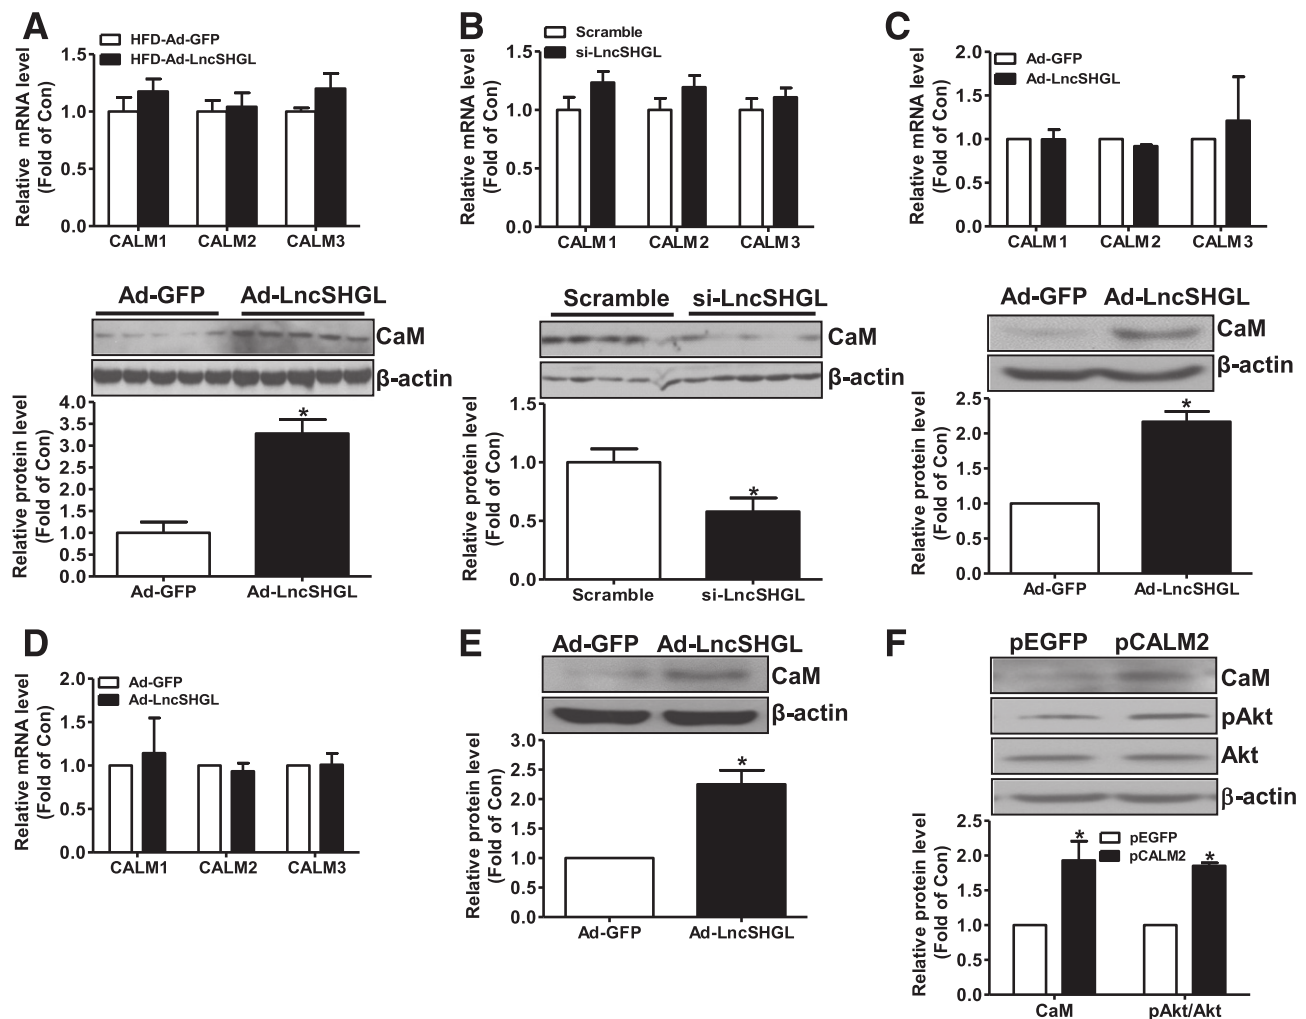 A
HFD-Ad-GFP
HFD-Ad-LncSHGL
Relative mRNA level
(Fold of Con)
1.5
1.0
0.5
0.0
CALM1 CALM2 CALM3
Ad-GFP Ad-LncSHGL
CaM
β-actin
Relative protein level
(Fold of Con)
4.0
3.5
3.0
2.5
2.0
1.5
1.0
0.5
0.0
*
Ad-GFP Ad-LncSHGL
B
Scramble
si-LncSHGL
Relative mRNA level
(Fold of Con)
1.5
1.0
0.5
0.0
CALM1 CALM2 CALM3
Scramble si-LncSHGL
CaM
β-actin
Relative protein level
(Fold of Con)
1.5
1.0
0.5
0.0
*
Scramble si-LncSHGL
C
Ad-GFP
Ad-LncSHGL
Relative mRNA level
(Fold of Con)
2.0
1.5
1.0
0.5
0.0
CALM1 CALM2 CALM3
Ad-GFP Ad-LncSHGL
CaM
β-actin
Relative protein level
(Fold of Con)
2.5
2.0
1.5
1.0
0.5
0.0
*
Ad-GFP Ad-LncSHGL
D
Ad-GFP
Ad-LncSHGL
Relative mRNA level
(Fold of Con)
2.0
1.5
1.0
0.5
0.0
CALM1 CALM2 CALM3
E
Ad-GFP Ad-LncSHGL
CaM
β-actin
Relative protein level
(Fold of Con)
3.0
2.5
2.0
1.5
1.0
0.5
0.0
*
Ad-GFP Ad-LncSHGL
F
pEGFP pCALM2
CaM
pAkt
Akt
β-actin
Relative protein level
(Fold of Con)
2.5
2.0
1.5
1.0
0.5
0.0
pEGFP
pCALM2
* *
CaM pAkt/Akt